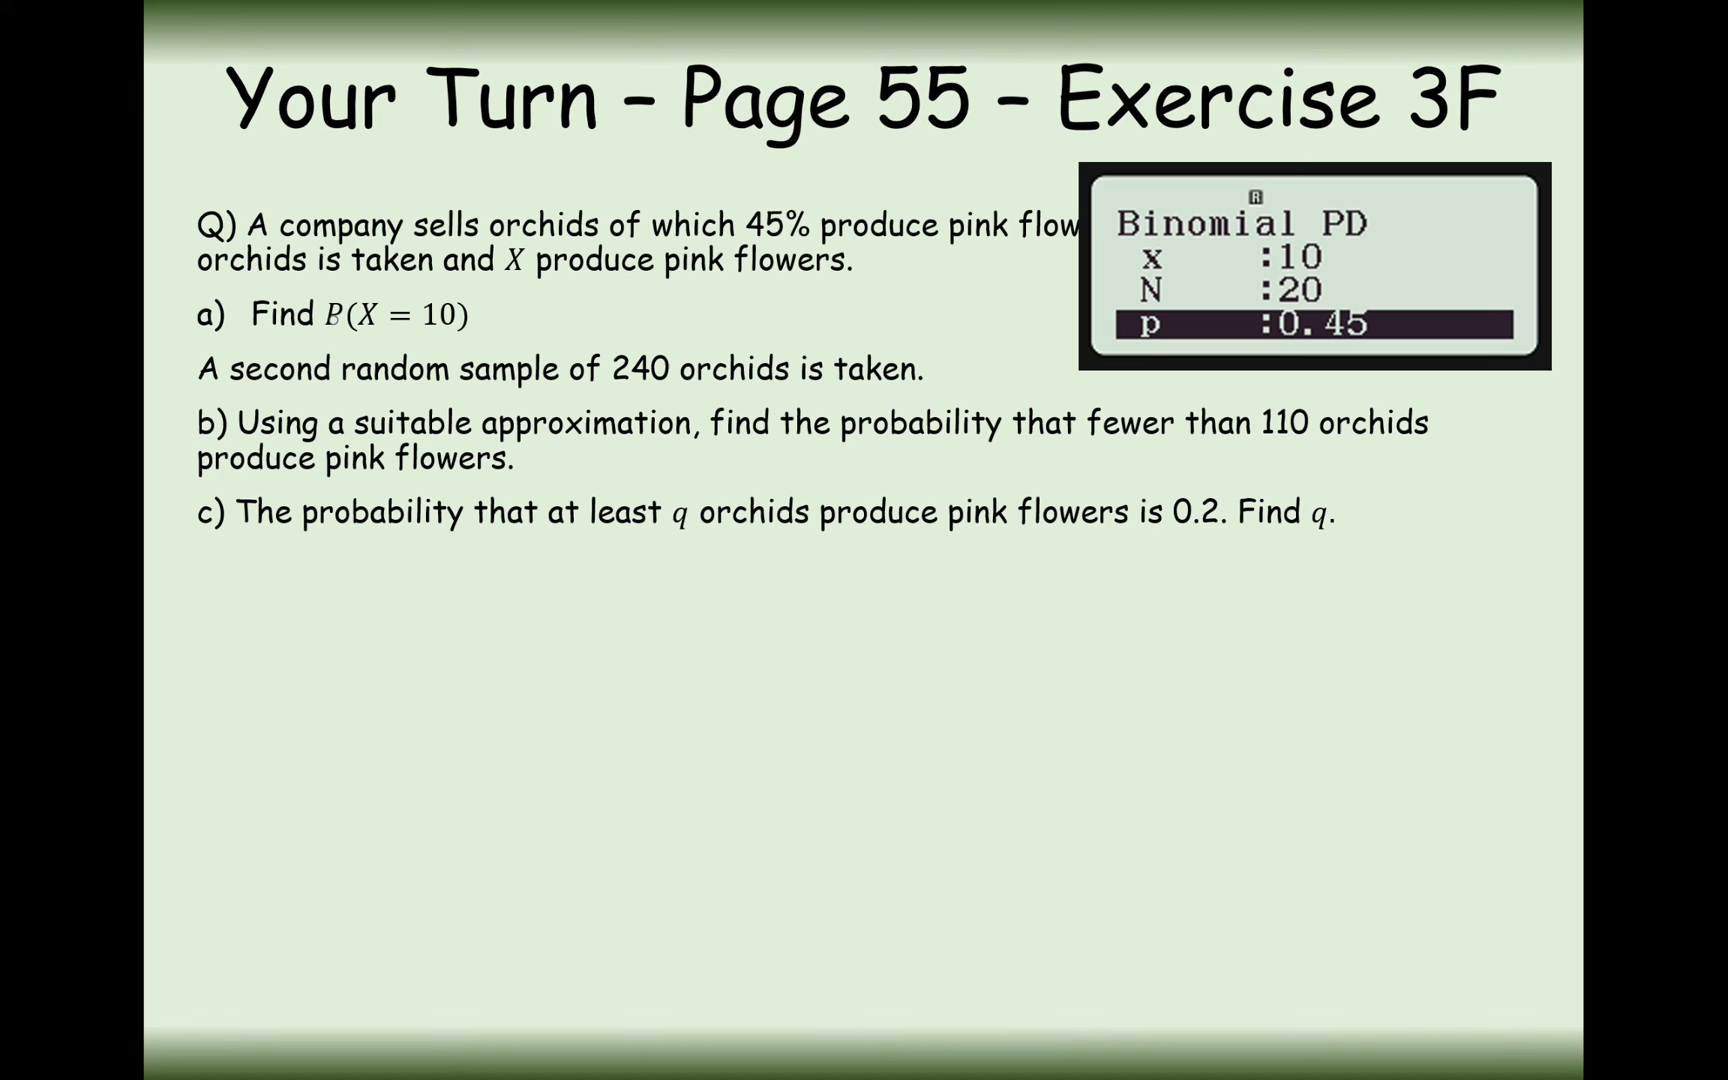 Your Turn – Page 55 – Exercise 3F
Q) A company sells orchids of which 45% produce pink flow
orchids is taken and X produce pink flowers.
a) Find P(X = 10)
A second random sample of 240 orchids is taken.
b) Using a suitable approximation, find the probability that fewer than 110 orchids
produce pink flowers.
c) The probability that at least q orchids produce pink flowers is 0.2. Find q.
R
Binomial PD
x :10
N :20
p :0.45